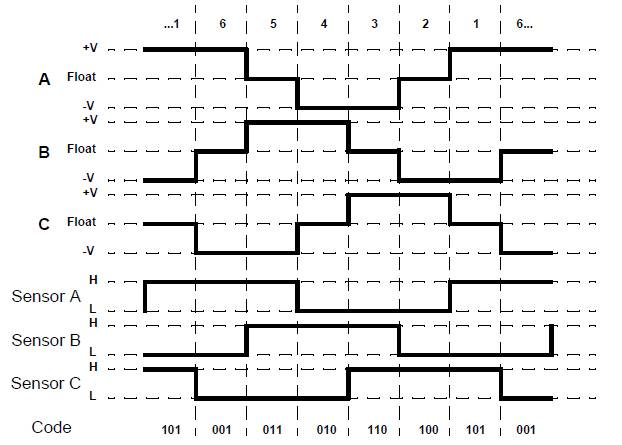 ...1 6 5 4 3 2 1 6...
+V
A Float
-V
+V
B Float
-V
+V
C Float
-V
H
Sensor A
L
H
Sensor B
L
H
Sensor C
L
Code 101 001 011 010 110 100 101 001